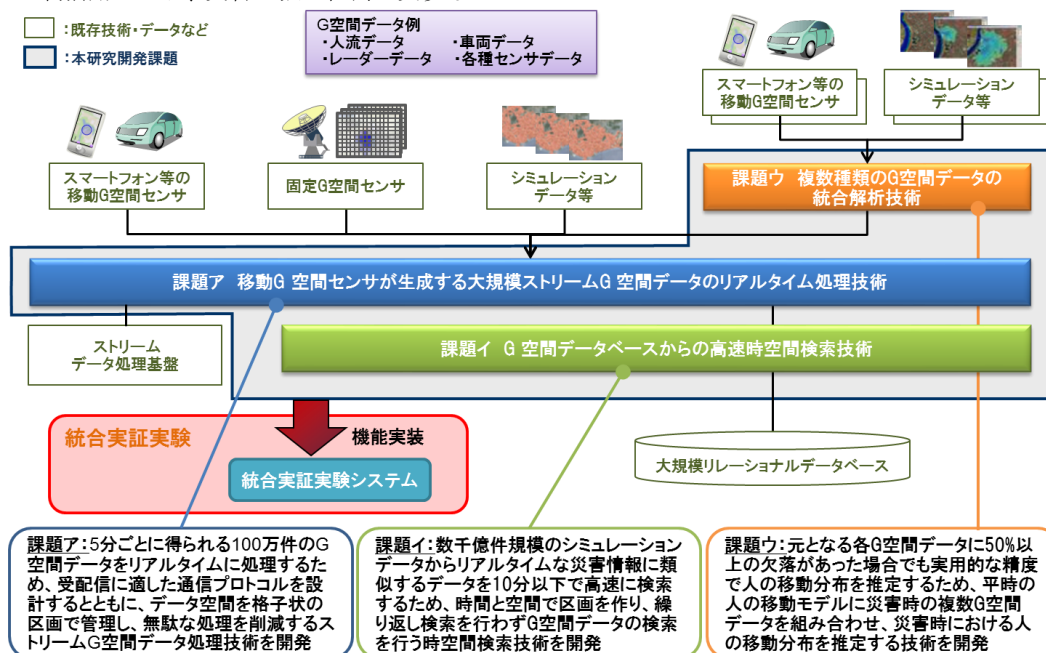 :既存技術・データなど
:本研究開発課題
G空間データ例
・人流データ ・車両データ
・レーダーデータ ・各種センサデータ
スマートフォン等の
移動G空間センサ
シミュレーション
データ等
スマートフォン等の
移動G空間センサ
固定G空間センサ
シミュレーション
データ等
課題ウ 複数種類のG空間データの
統合解析技術
課題ア 移動G 空間センサが生成する大規模ストリームG 空間データのリアルタイム処理技術
ストリーム
データ処理基盤
課題イ G 空間データベースからの高速時空間検索技術
統合実証実験
機能実装
統合実証実験システム
大規模リレーショナルデータベース
課題ア:5分ごとに得られる100万件のG
空間データをリアルタイムに処理するた
め、受配信に適した通信プロトコルを設
計するとともに、データ空間を格子状の
区画で管理し、無駄な処理を削減するス
トリームG空間データ処理技術を開発
課題イ:数千億件規模のシミュレーション
データからリアルタイムな災害情報に類
似するデータを10分以下で高速に検索
するため、時間と空間で区画を作り、繰
り返し検索を行わずG空間データの検索
を行う時空間検索技術を開発
課題ウ:元となる各G空間データに50%以
上の欠落があった場合でも実用的な精度
で人の移動分布を推定するため、平時の
人の移動モデルに災害時の複数G空間
データを組み合わせ、災害時における人
の移動分布を推定する技術を開発